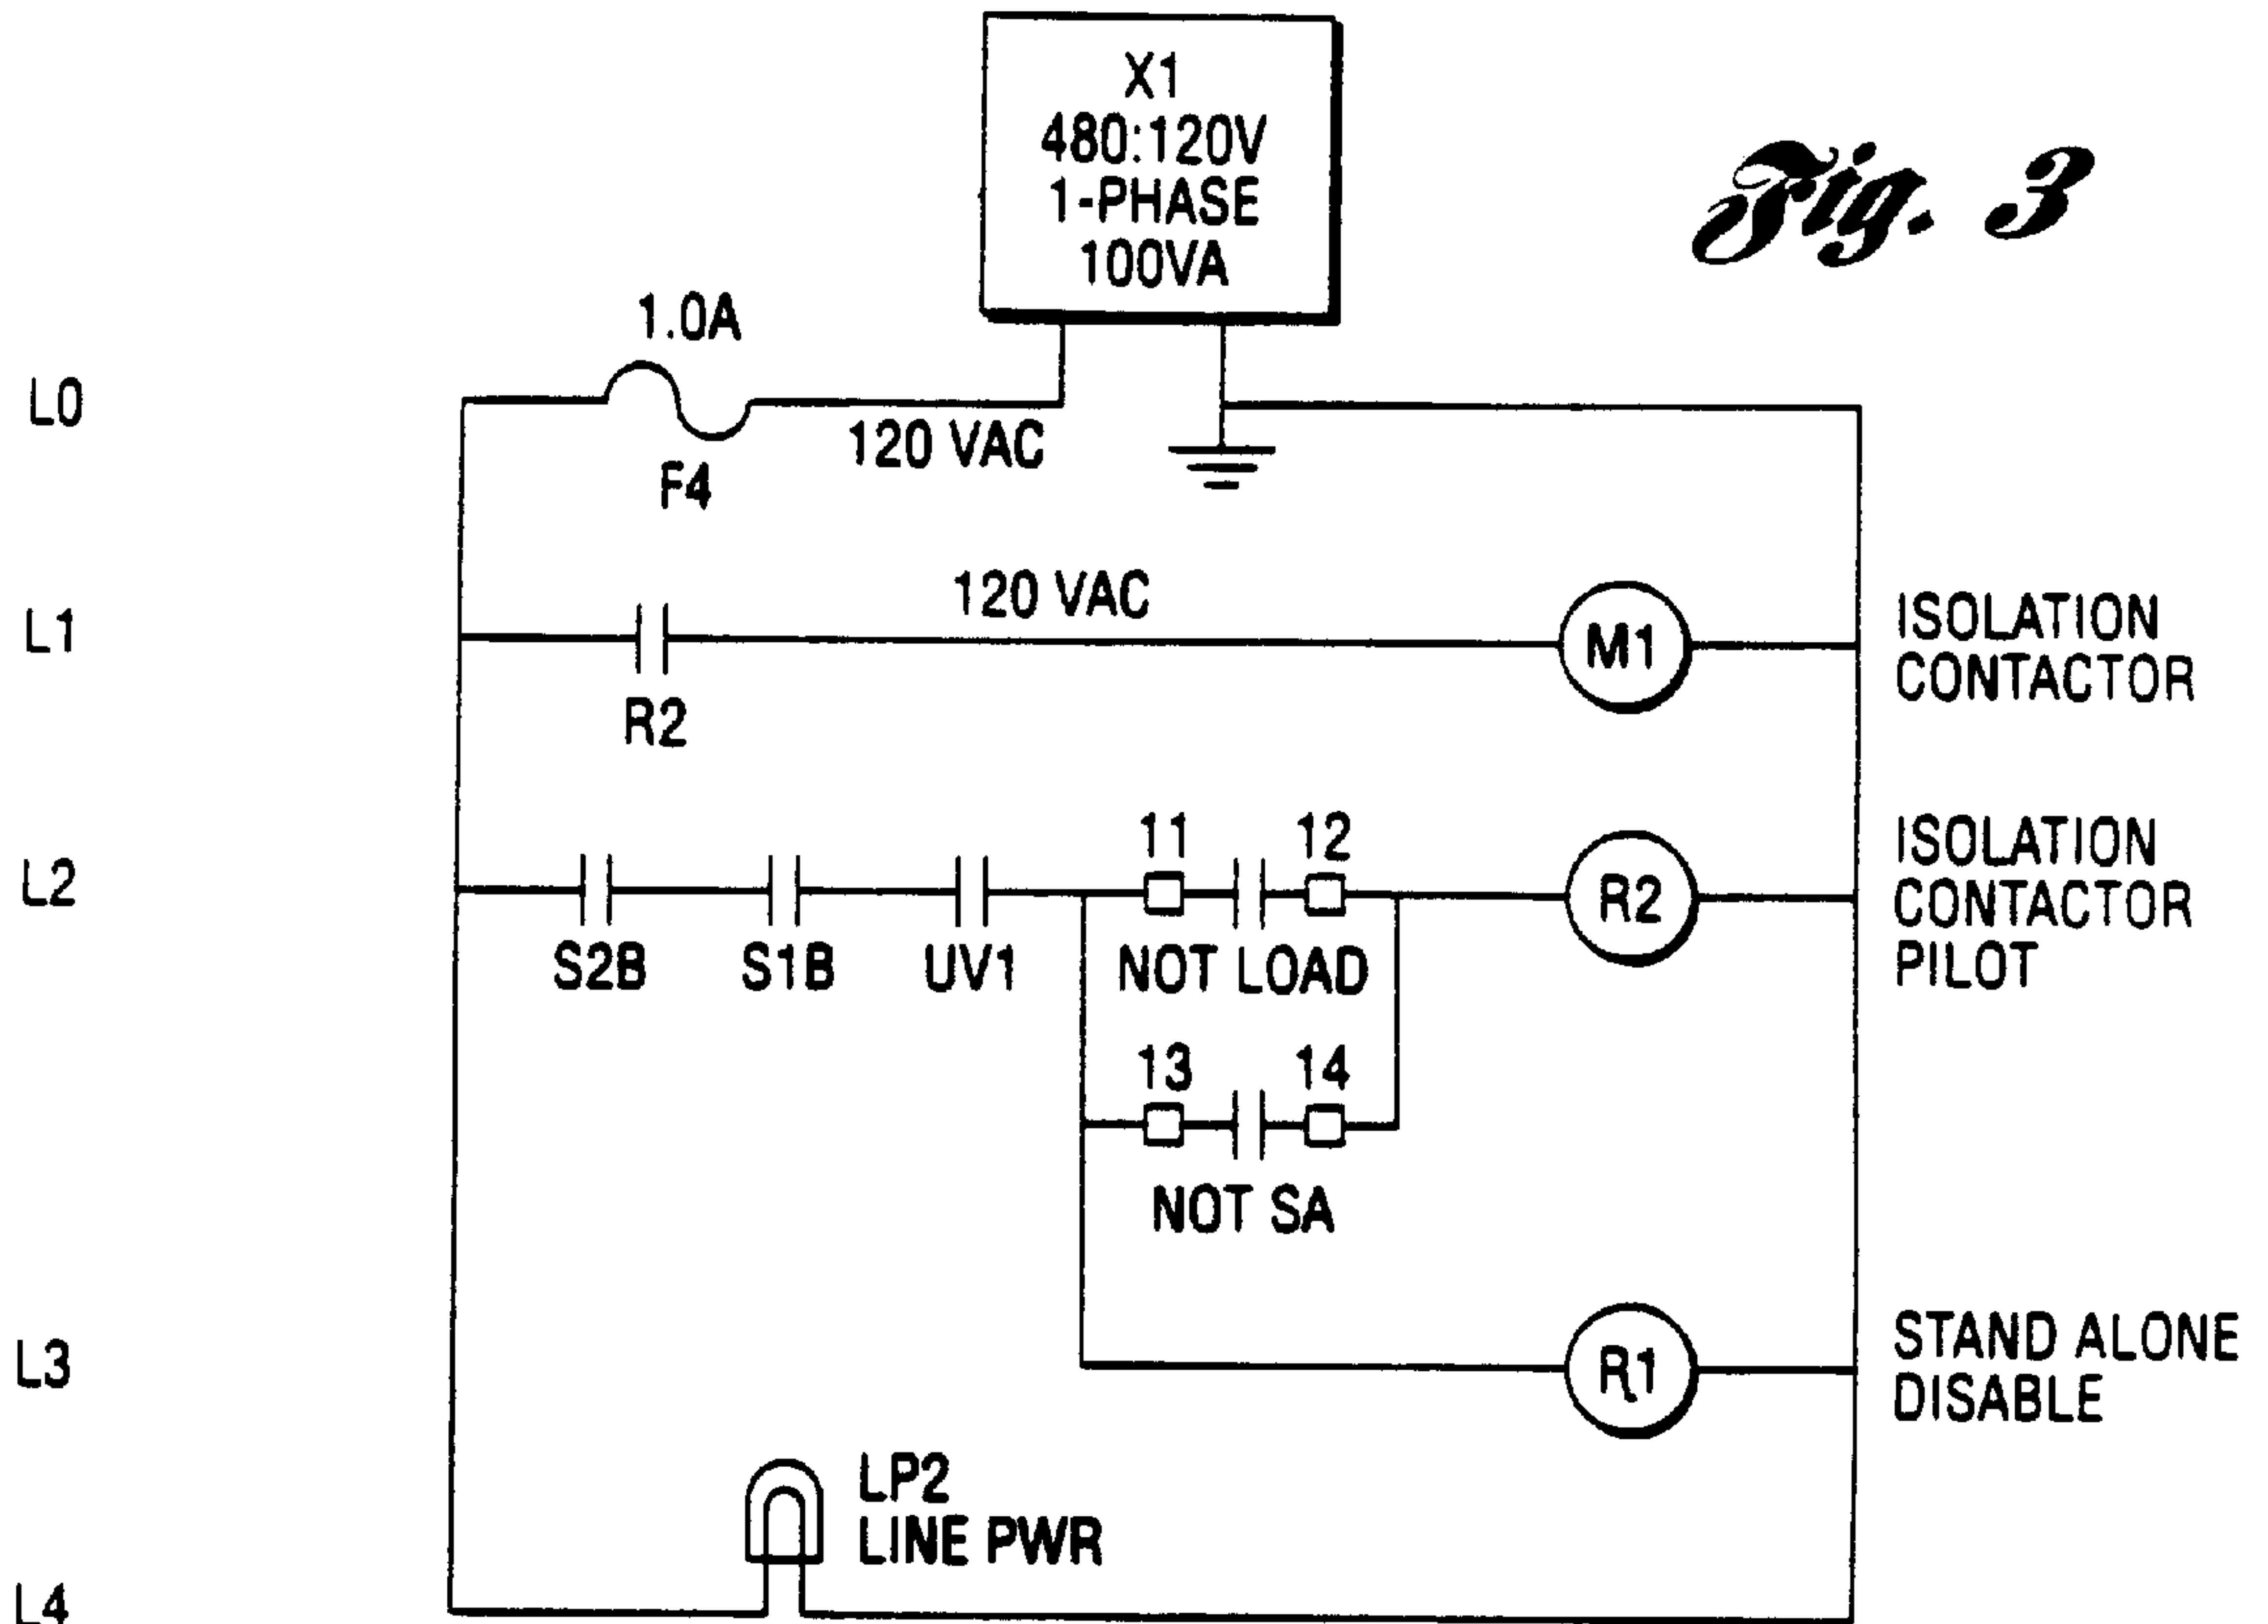 X1
480:120V
1-PHASE
100VA
Fig. 3
1.0A
L0
120 VAC
F4
120 VAC
L1
M1
ISOLATION
CONTACTOR
R2
L2
11
12
R2
ISOLATION
CONTACTOR
PILOT
S2B
S1B
UV1
NOT LOAD
13
14
NOT SA
L3
R1
STAND ALONE
DISABLE
LP2
LINE PWR
L4